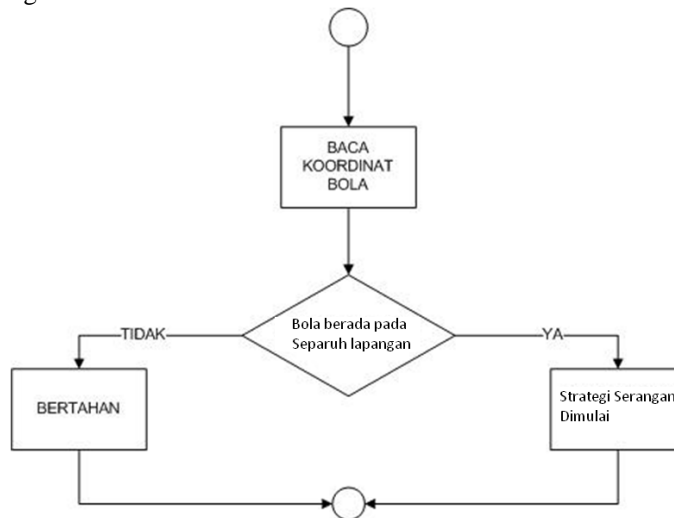 BACA
KOORDINAT
BOLA
Bola berada pada
Separuh lapangan
TIDAK
YA
BERTAHAN
Strategi Serangan
Dimulai